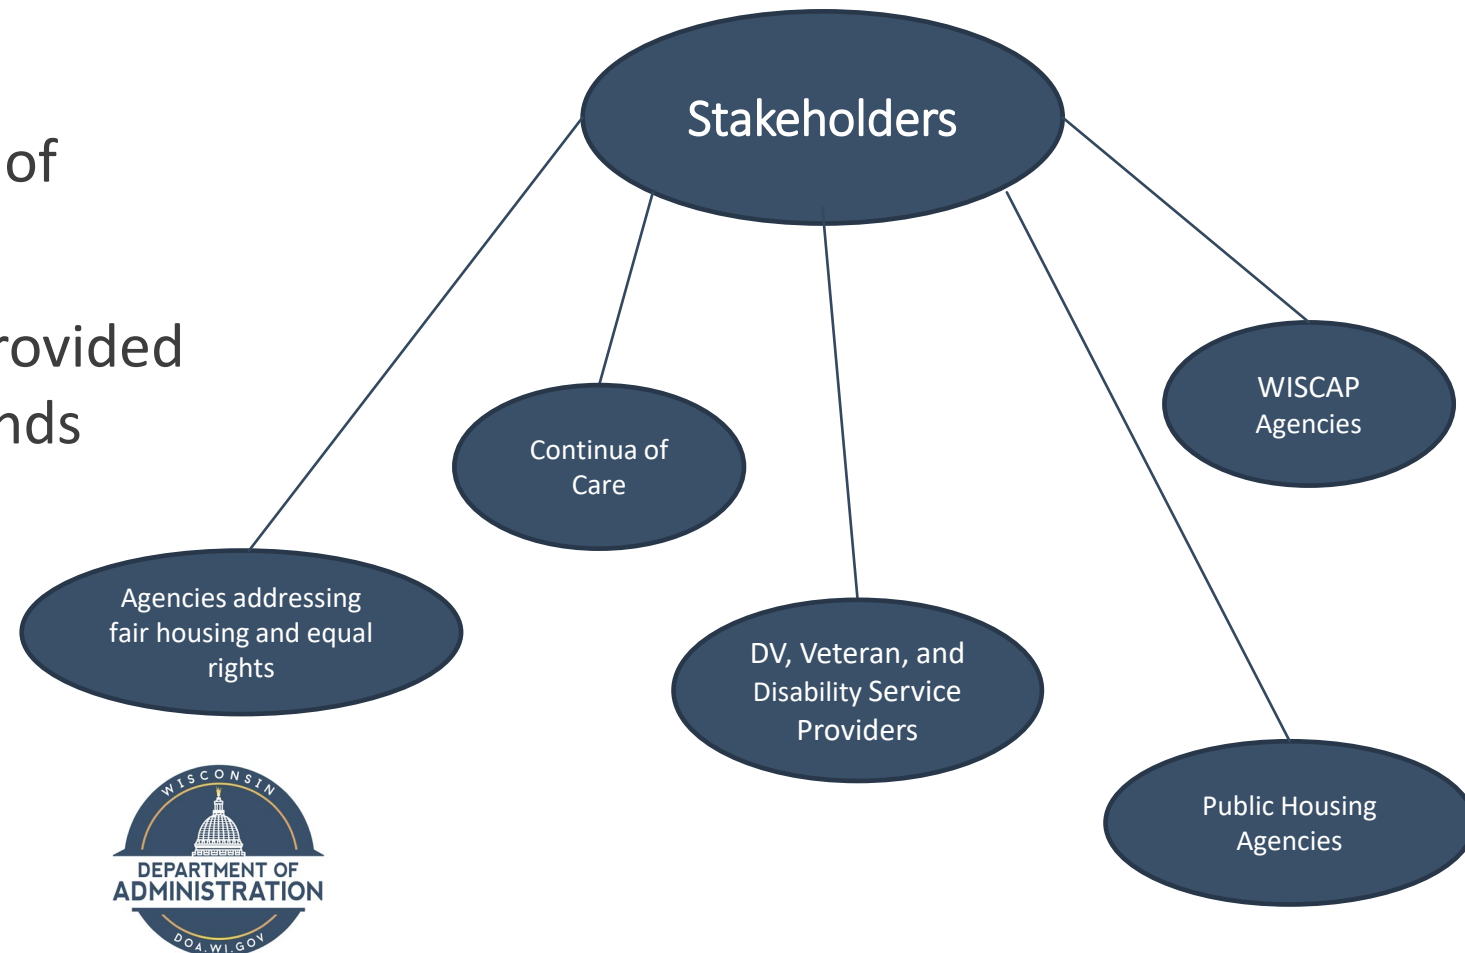 Stakeholders
of
rovided
nds
WISCAP
Agencies
Continua of
Care
Agencies addressing
fair housing and equal
rights
DV, Veteran, and
Disability Service
Providers
Public Housing
Agencies
WISCONSIN
DEPARTMENT OF
ADMINISTRATION
DOA.WI.GOV